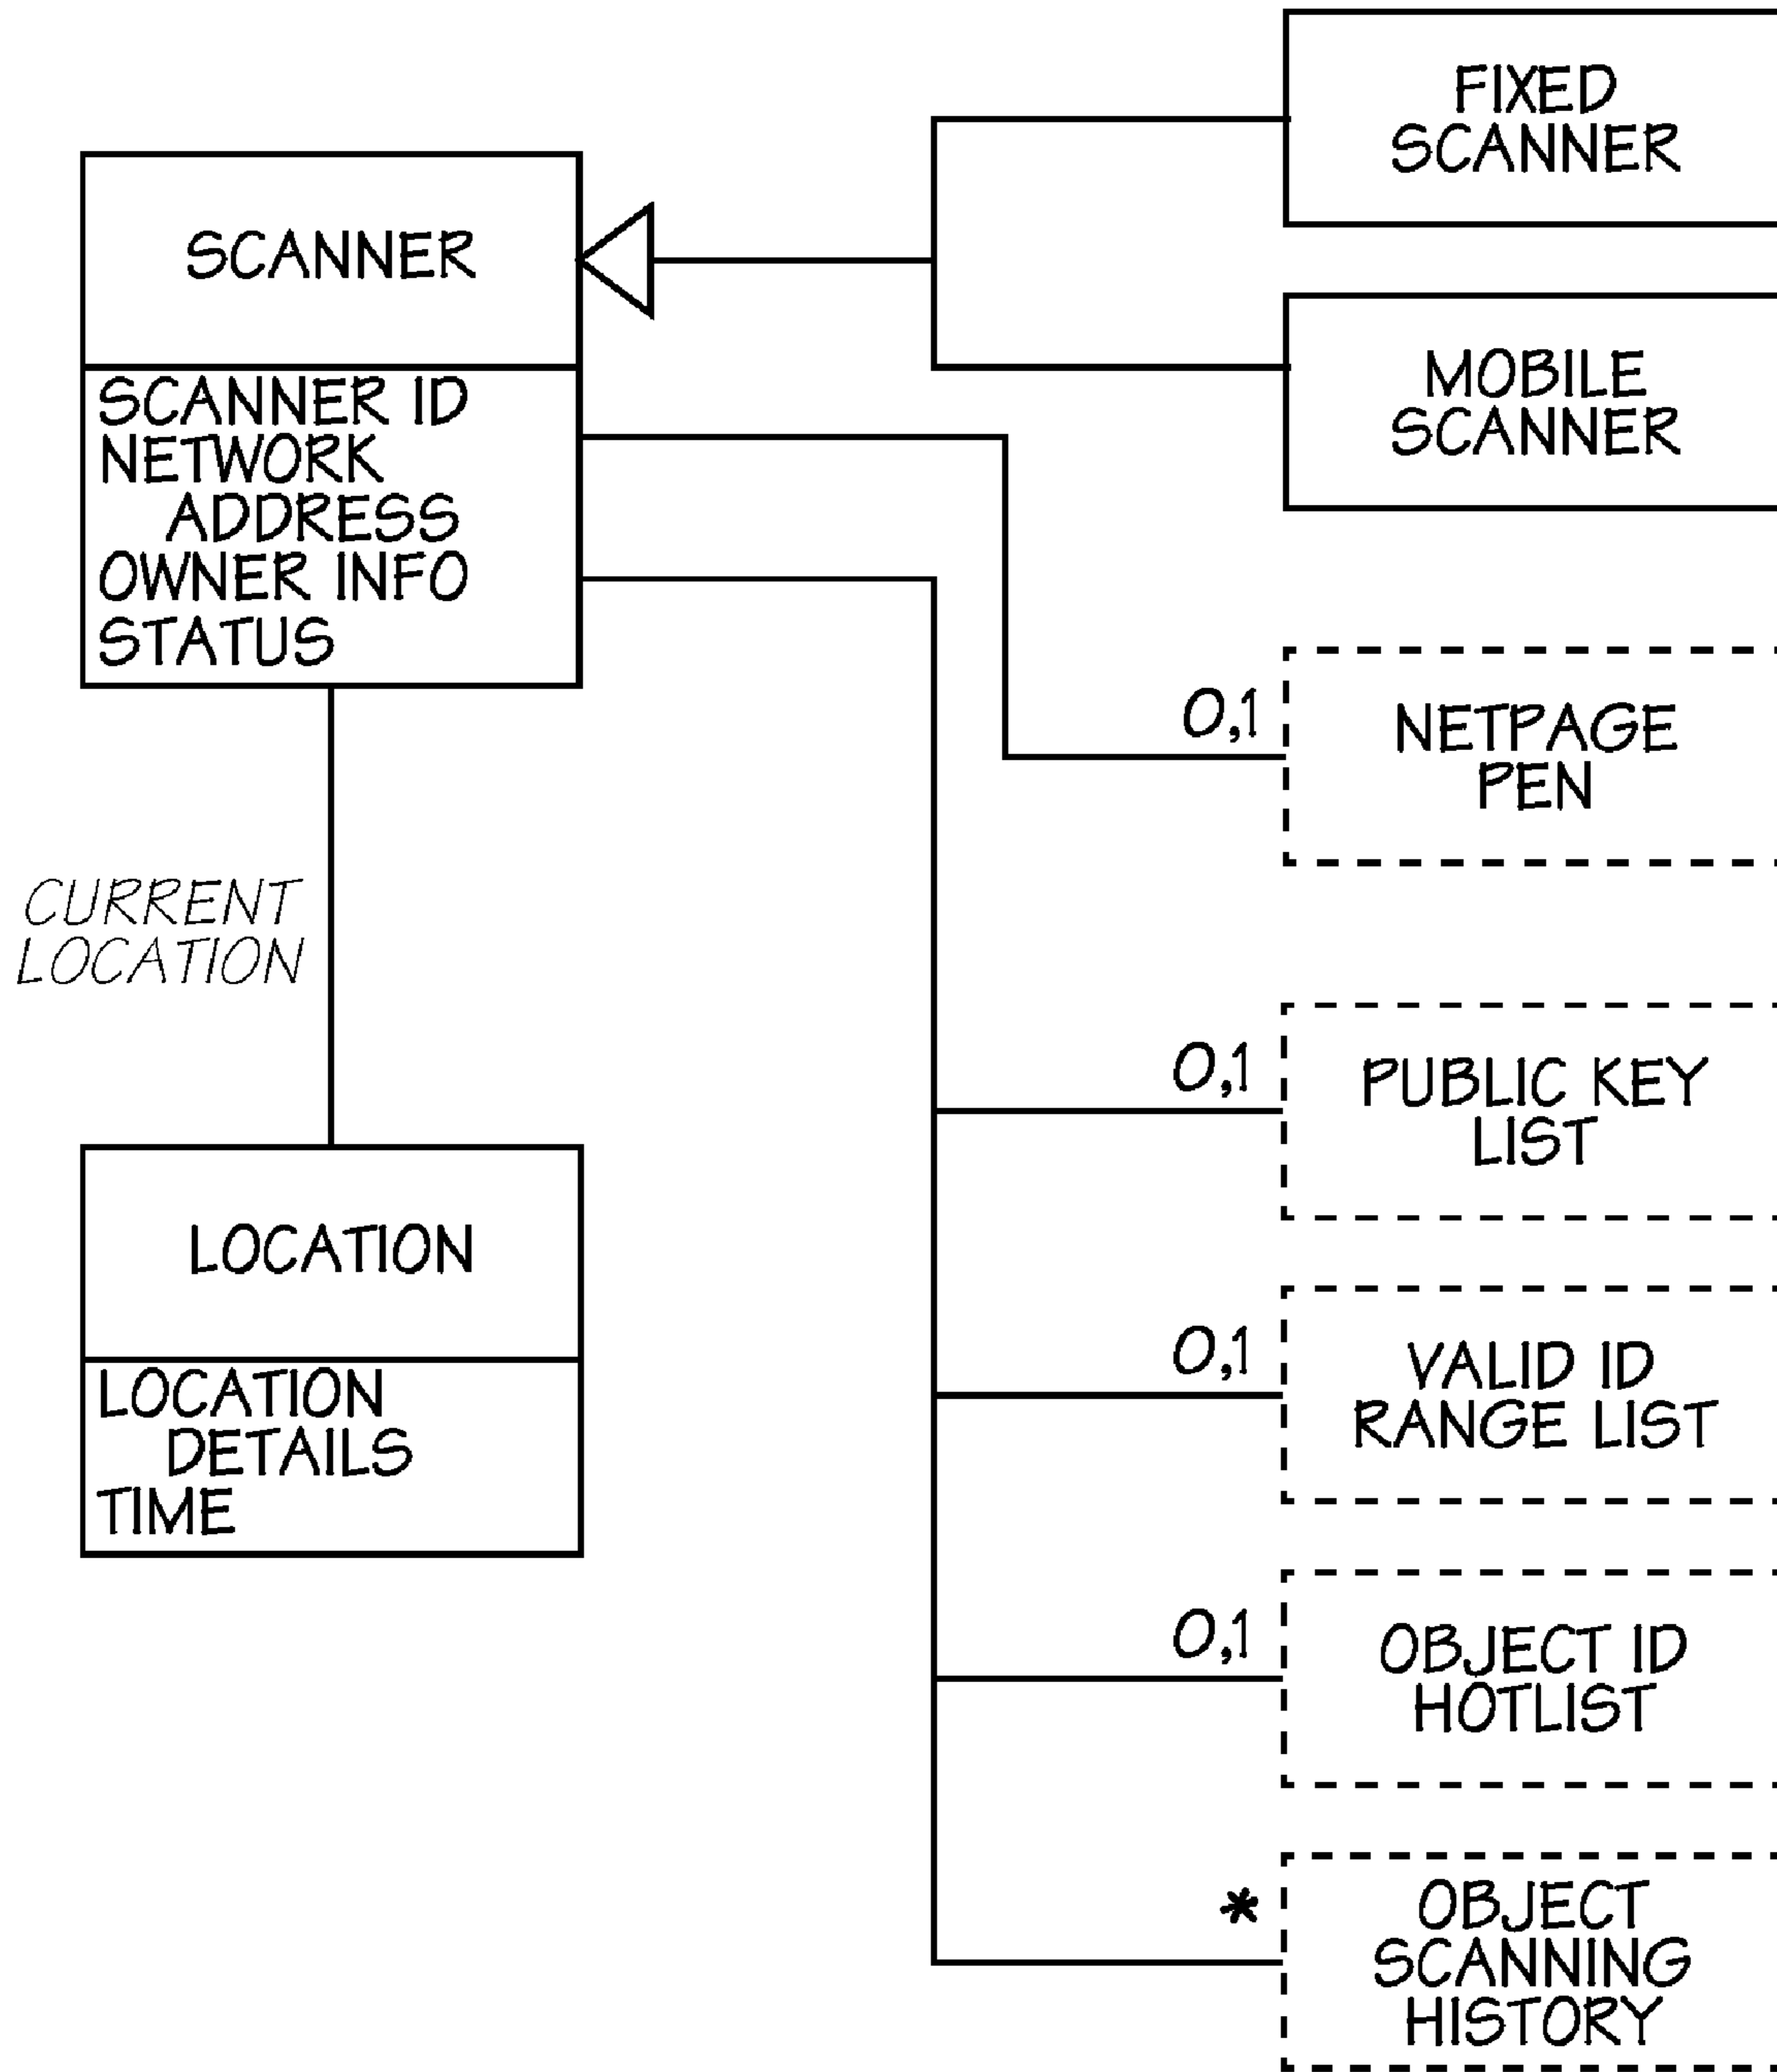 FIXED
SCANNER
SCANNER
MOBILE
SCANNER
SCANNER ID
NETWORK
ADDRESS
OWNER INFO
STATUS
0,1
NETPAGE
PEN
CURRENT
LOCATION
0,1
PUBLIC KEY
LIST
LOCATION
0,1
VALID ID
RANGE LIST
LOCATION
DETAILS
TIME
0,1
OBJECT ID
HOTLIST
*
OBJECT
SCANNING
HISTORY